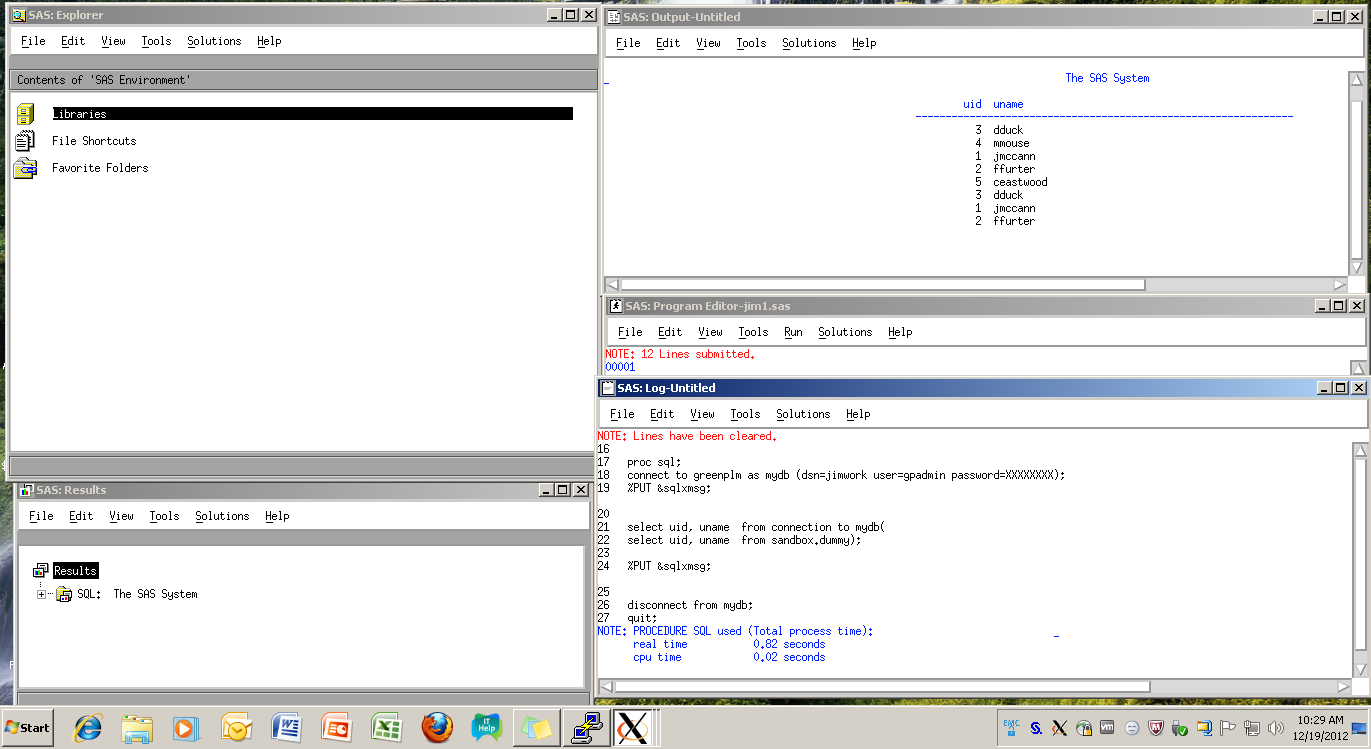 SAS: Explorer
File Edit View Tools Solutions Help
Contents of 'SAS Environment'
Libraries
File Shortcuts
Favorite Folders
SAS: Output-Untitled
File Edit View Tools Solutions Help
The SAS System
uid uname
3 dduck
4 mmouse
1 jmccann
2 ffurter
5 ceastwood
3 dduck
1 jmccann
2 ffurter
SAS: Program Editor-jim1.sas
File Edit View Tools Run Solutions Help
NOTE: 12 Lines submitted.
00001
SAS: Log-Untitled
File Edit View Tools Solutions Help
NOTE: Lines have been cleared.
16
17 proc sql;
18 connect to greenplm as mydb (dsn=jimwork user=gpadmin password=XXXXXXXX);
19 %PUT &sqlxmsg;
20
21 select uid, uname from connection to mydb(
22 select uid, uname from sandbox.dummy);
23
24 %PUT &sqlxmsg;
25
26 disconnect from mydb;
27 quit;
NOTE: PROCEDURE SQL used (Total process time):
real time 0.82 seconds
cpu time 0.02 seconds
SAS: Results
File Edit View Tools Solutions Help
Results
SQL: The SAS System
Start
IT Help
EMC
10:29 AM
12/19/2012